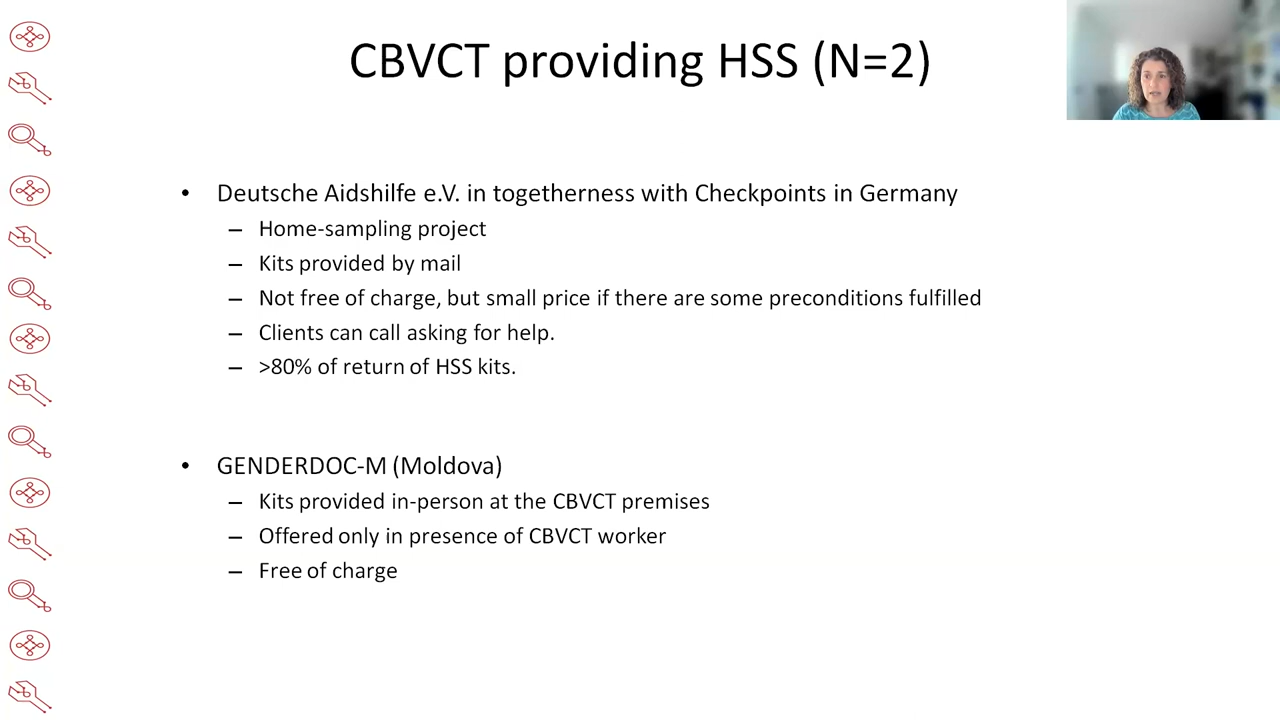 CBVCT providing HSS (N=2)
• Deutsche Aidshilfe e.V. in togetherness with Checkpoints in Germany
– Home-sampling project
– Kits provided by mail
– Not free of charge, but small price if there are some preconditions fulfilled
– Clients can call asking for help.
– >80% of return of HSS kits.
• GENDERDOC-M (Moldova)
– Kits provided in-person at the CBVCT premises
– Offered only in presence of CBVCT worker
– Free of charge